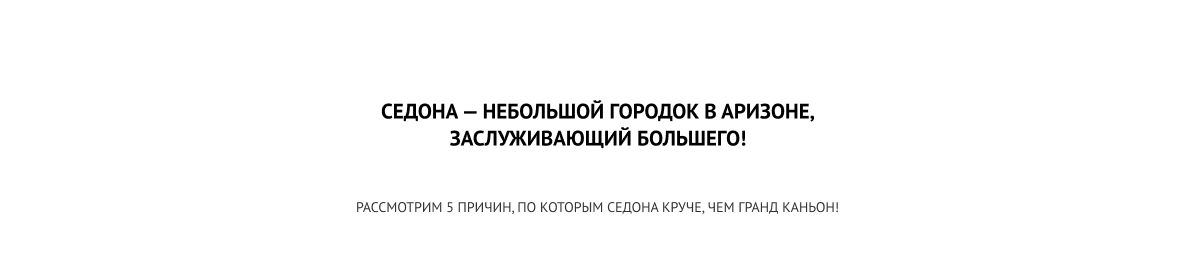 СЕДОНА — НЕБОЛЬШОЙ ГОРОДОК В АРИЗОНЕ,
ЗАСЛУЖИВАЮЩИЙ БОЛЬШЕГО!
РАССМОТРИМ 5 ПРИЧИН, ПО КОТОРЫМ СЕДОНА КРУЧЕ, ЧЕМ ГРАНД КАНЬОН!